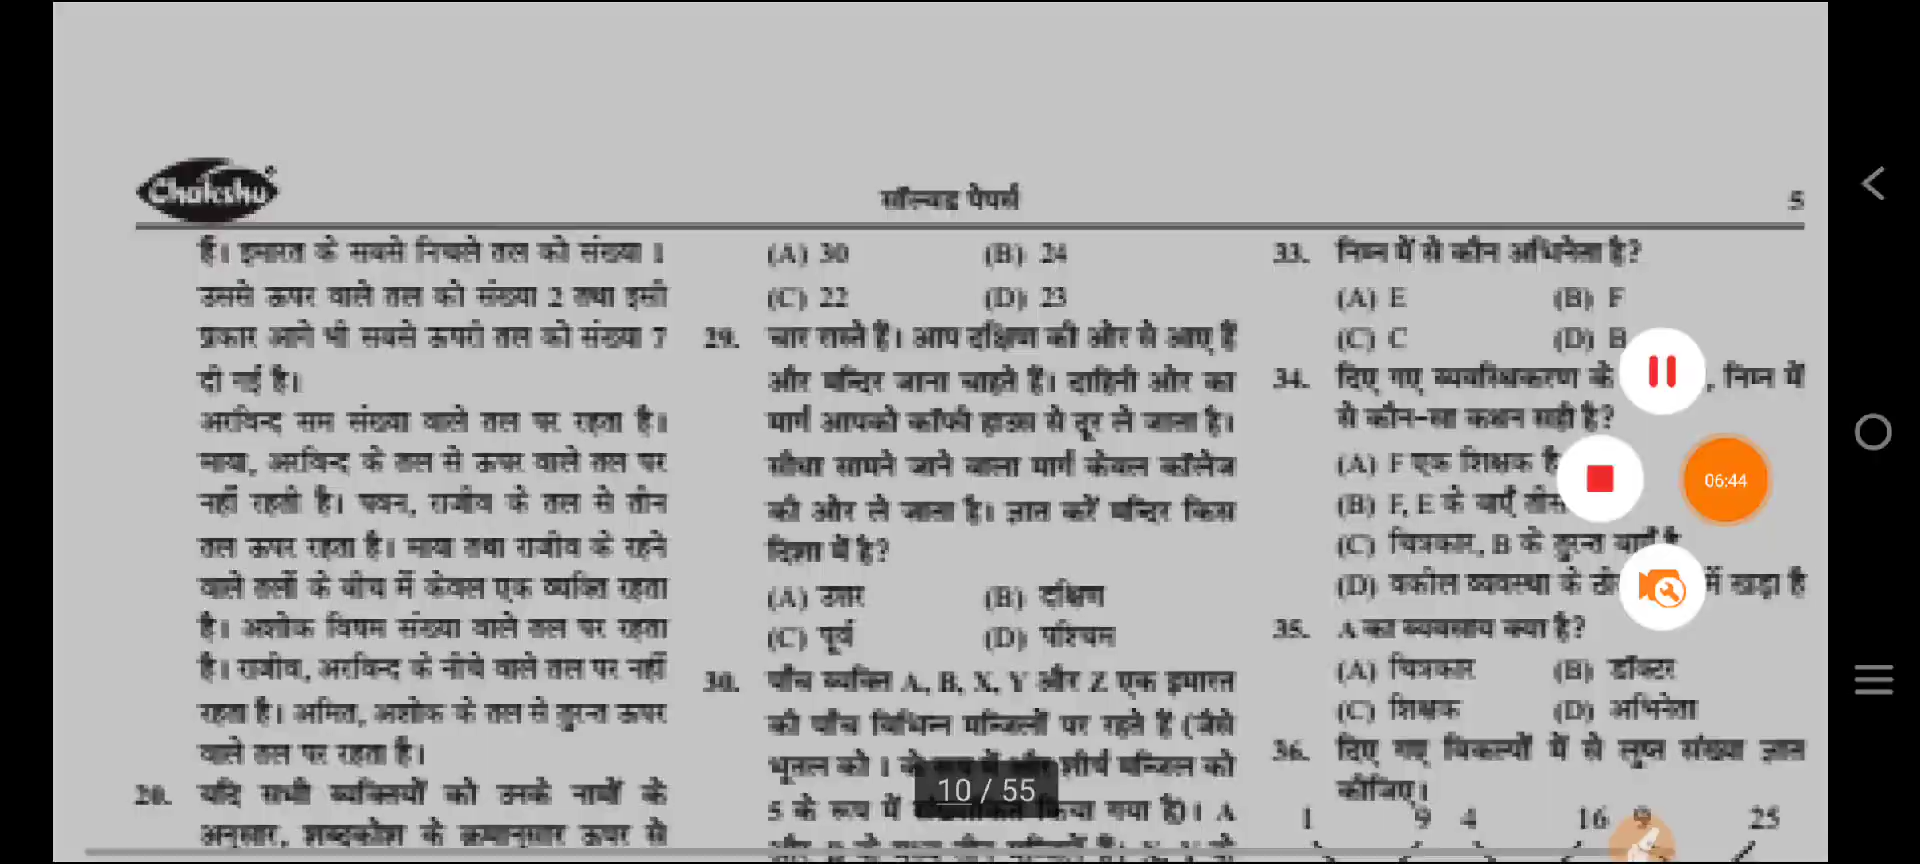 Chakshu
सॉल्वड पेपर्स
5
हैं। इमारत के सबसे निचले तल को संख्या 1
उससे ऊपर वाले तल को संख्या 2 तथा इसी
प्रकार आगे भी सबसे ऊपरी तल को संख्या 7
दी गई है।
अरविन्द सम संख्या वाले तल पर रहता है।
माया, अरविन्द के तल से ऊपर वाले तल पर
नहीं रहती है। पवन, राजीव के तल से तीन
तल ऊपर रहता है। माया तथा राजीव के रहने
वाले तलों के बीच में केवल एक व्यक्ति रहता
है। अशोक विषम संख्या वाले तल पर रहता
है। राजीव, अरविन्द के नीचे वाले तल पर नहीं
रहता है। अमित, अशोक के तल से तुरन्त ऊपर
वाले तल पर रहता है।
20. यदि सभी व्यक्तियों को उनके नामों के
अनुसार, शब्दकोश के क्रमानुसार ऊपर से
(A) 30 (B) 24
(C) 22 (D) 23
29. चार रास्ते हैं। आप दक्षिण की ओर से आए हैं
और मन्दिर जाना चाहते हैं। दाहिनी ओर का
मार्ग आपको कॉफी हाउस से दूर ले जाता है।
सीधा सामने जाने वाला मार्ग केवल कॉलेज
की ओर ले जाता है। ज्ञात करें मन्दिर किस
दिशा में है?
(A) उत्तर (B) दक्षिण
(C) पूर्व (D) पश्चिम
30. पाँच व्यक्ति A, B, X, Y और Z एक इमारत
की पाँच विभिन्न मन्जिलों पर रहते हैं (जैसे
भूतल को 1 के रूप में और शीर्ष मन्जिल को
5 के रूप में किया गया है)। A
33. निम्न में से कौन अभिनेता है?
(A) E (B) F
(C) C (D) B
34. दिए गए व्यवस्थिकरण के , निम्न में
से कौन-सा कथन सही है?
(A) F एक शिक्षक है
(B) F, E के बाएँ
(C) चित्रकार, B के तुरन्त बाएँ है
(D) वकील व्यवस्था के में खड़ा है
35. A का व्यवसाय क्या है?
(A) चित्रकार (B) डॉक्टर
(C) शिक्षक (D) अभिनेता
36. दिए गए विकल्पों में से लुप्त संख्या ज्ञात
कीजिए।
1 9 4 16 9 25
10 / 55
06:44